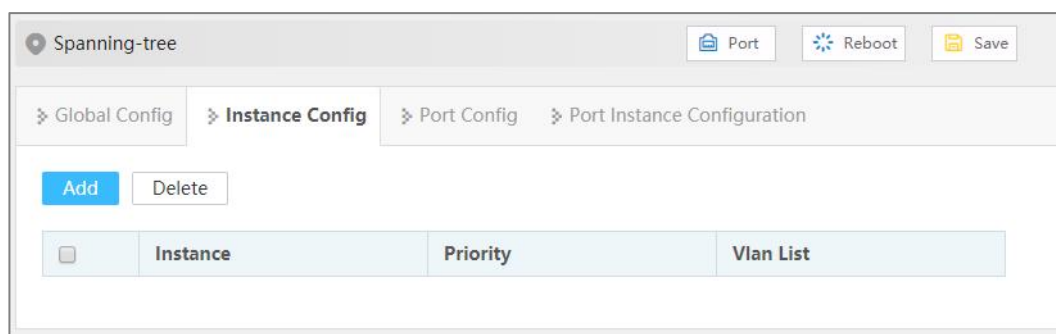 Spanning-tree Port Reboot Save
Global Config Instance Config Port Config Port Instance Configuration
Add Delete
Instance Priority Vlan List